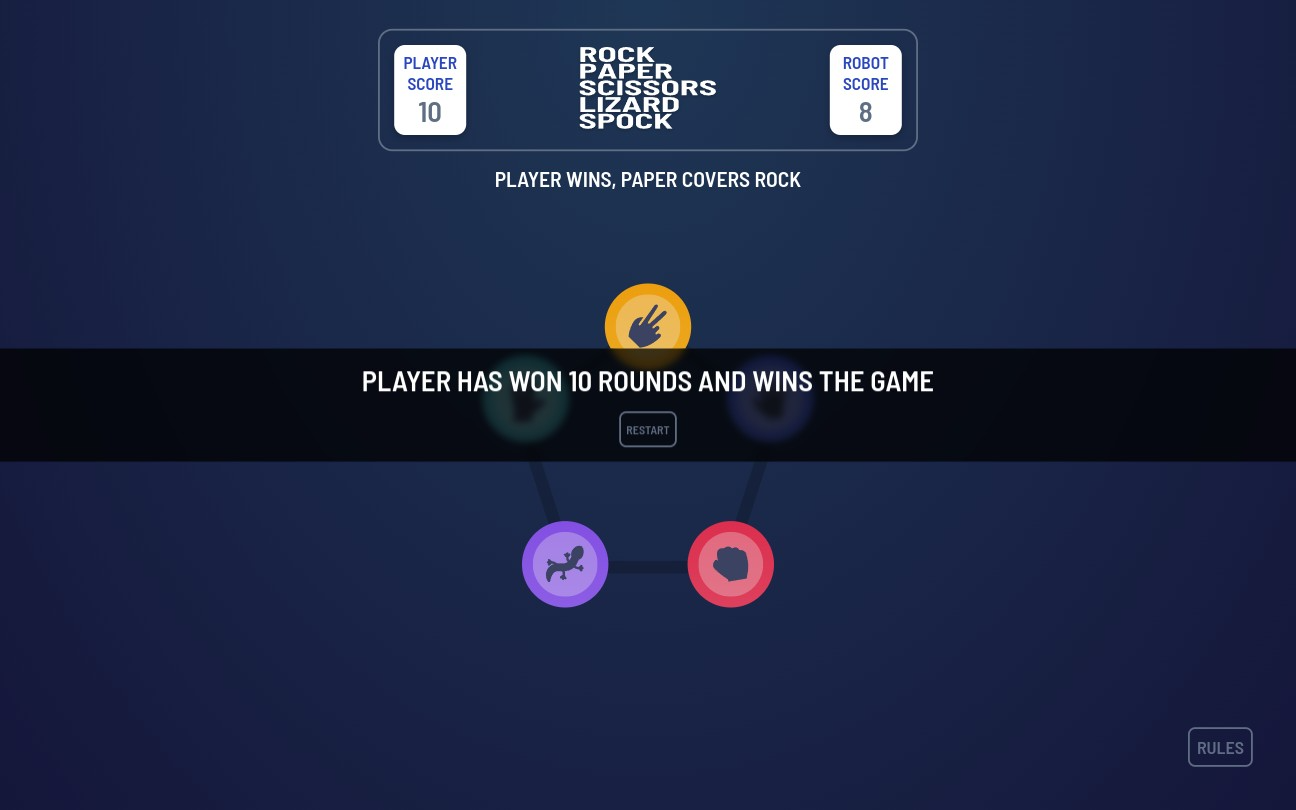 PLAYER
SCORE
10
ROCK
PAPER
SCISSORS
LIZARD
SPOCK
ROBOT
SCORE
8
PLAYER WINS, PAPER COVERS ROCK
PLAYER HAS WON 10 ROUNDS AND WINS THE GAME
RESTART
RULES